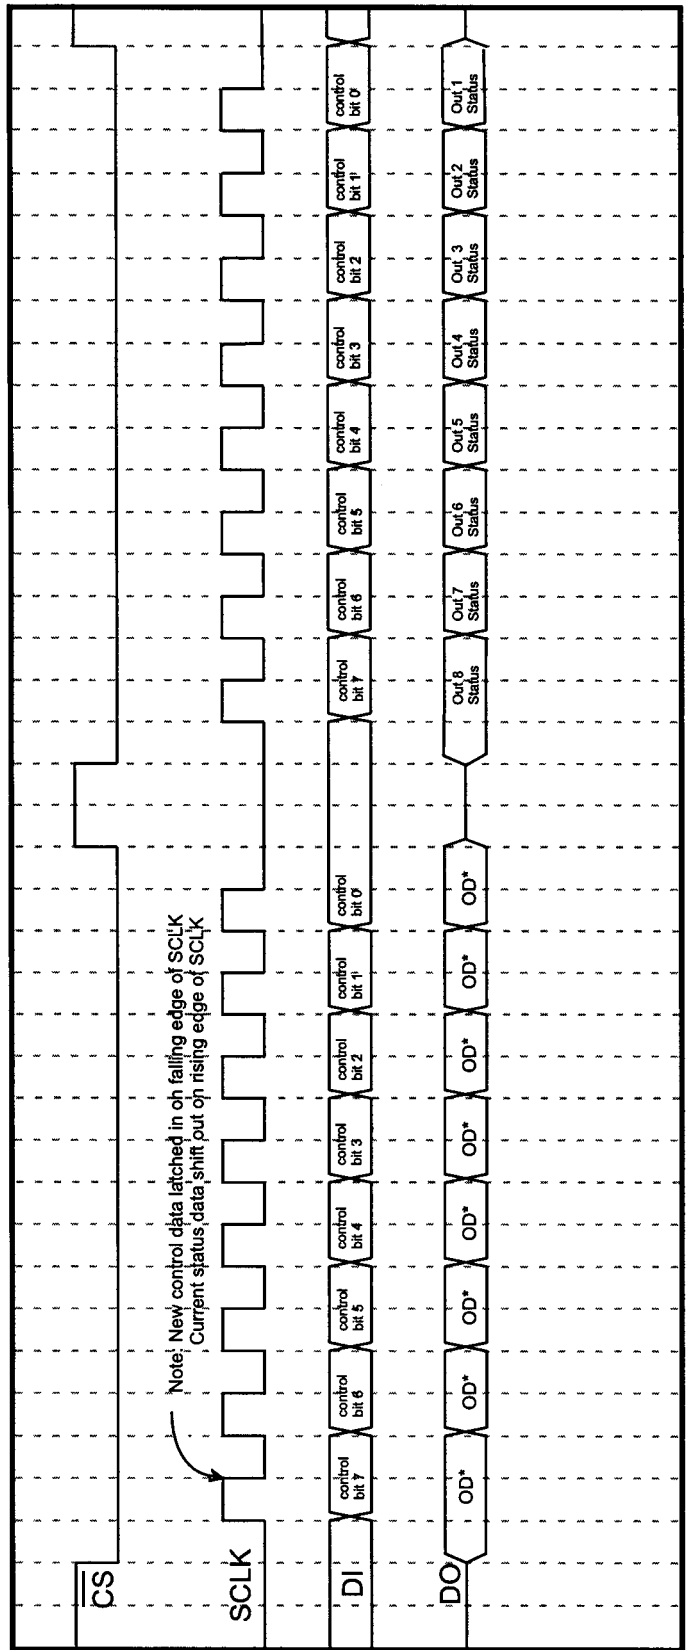 CS
SCLK
DI
DO
Note: New control data latched in on falling edge of SCLK
Current status data shift out on rising edge of SCLK
control
bit 7
control
bit 6
control
bit 5
control
bit 4
control
bit 3
control
bit 2
control
bit 1
control
bit 0
control
bit 7
control
bit 6
control
bit 5
control
bit 4
control
bit 3
control
bit 2
control
bit 1
control
bit 0
OD*
OD*
OD*
OD*
OD*
OD*
OD*
OD*
Out 8
Status
Out 7
Status
Out 6
Status
Out 5
Status
Out 4
Status
Out 3
Status
Out 2
Status
Out 1
Status